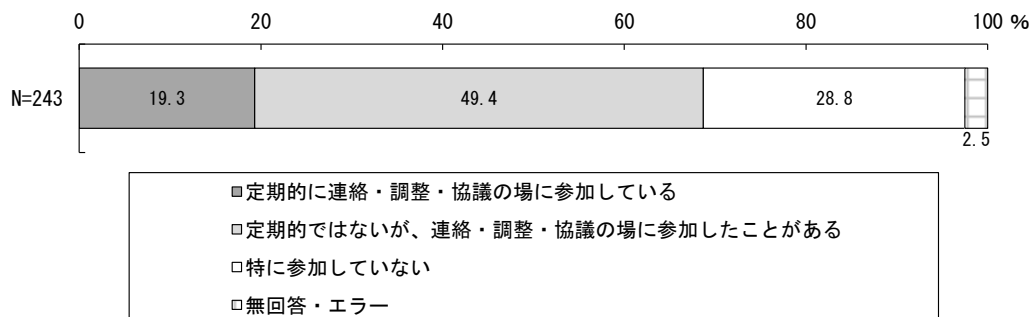 0 20 40 60 80 100 %
N=243 19.3 49.4 28.8
2.5
■定期的に連絡・調整・協議の場に参加している
□定期的ではないが、連絡・調整・協議の場に参加したことがある
□特に参加していない
□無回答・エラー